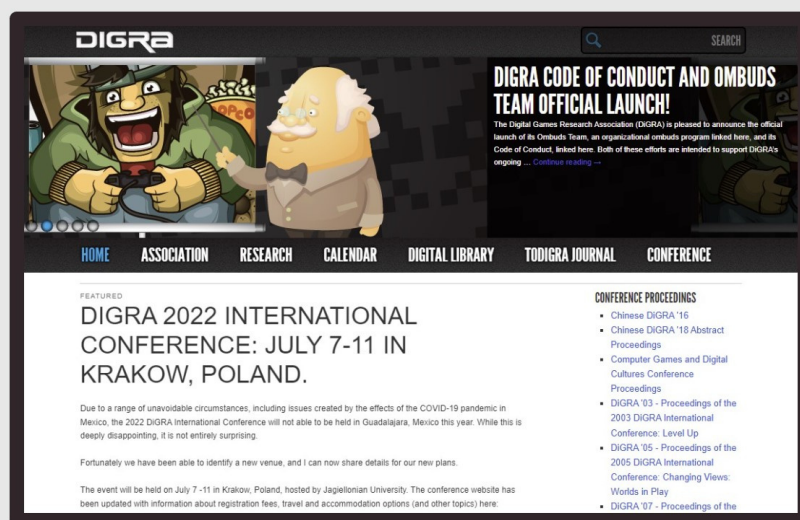 DIGRA
SEARCH
POPCO
DIGRA CODE OF CONDUCT AND OMBUDS
TEAM OFFICIAL LAUNCH!
The Digital Games Research Association (DiGRA) is pleased to announce the official
launch of its Ombuds Team, an organizational ombuds program linked here, and its
Code of Conduct, linked here. Both of these efforts are intended to support DiGRA's
ongoing … Continue reading →
HOME ASSOCIATION RESEARCH CALENDAR DIGITAL LIBRARY TODIGRA JOURNAL CONFERENCE
FEATURED
DIGRA 2022 INTERNATIONAL
CONFERENCE: JULY 7-11 IN
KRAKOW, POLAND.
Due to a range of unavoidable circumstances, including issues created by the effects of the COVID-19 pandemic in
Mexico, the 2022 DiGRA International Conference will not able to be held in Guadalajara, Mexico this year. While this is
deeply disappointing, it is not entirely surprising.
Fortunately we have been able to identify a new venue, and I can now share details for our new plans.
The event will be held on July 7 -11 in Krakow, Poland, hosted by Jagiellonian University. The conference website has
been updated with information about registration fees, travel and accommodation options (and other topics) here:
CONFERENCE PROCEEDINGS
Chinese DiGRA '16
Chinese DiGRA '18 Abstract
Proceedings
Computer Games and Digital
Cultures Conference
Proceedings
DiGRA '03 - Proceedings of the
2003 DiGRA International
Conference: Level Up
DiGRA '05 - Proceedings of the
2005 DiGRA International
Conference: Changing Views:
Worlds in Play
DiGRA '07 - Proceedings of the